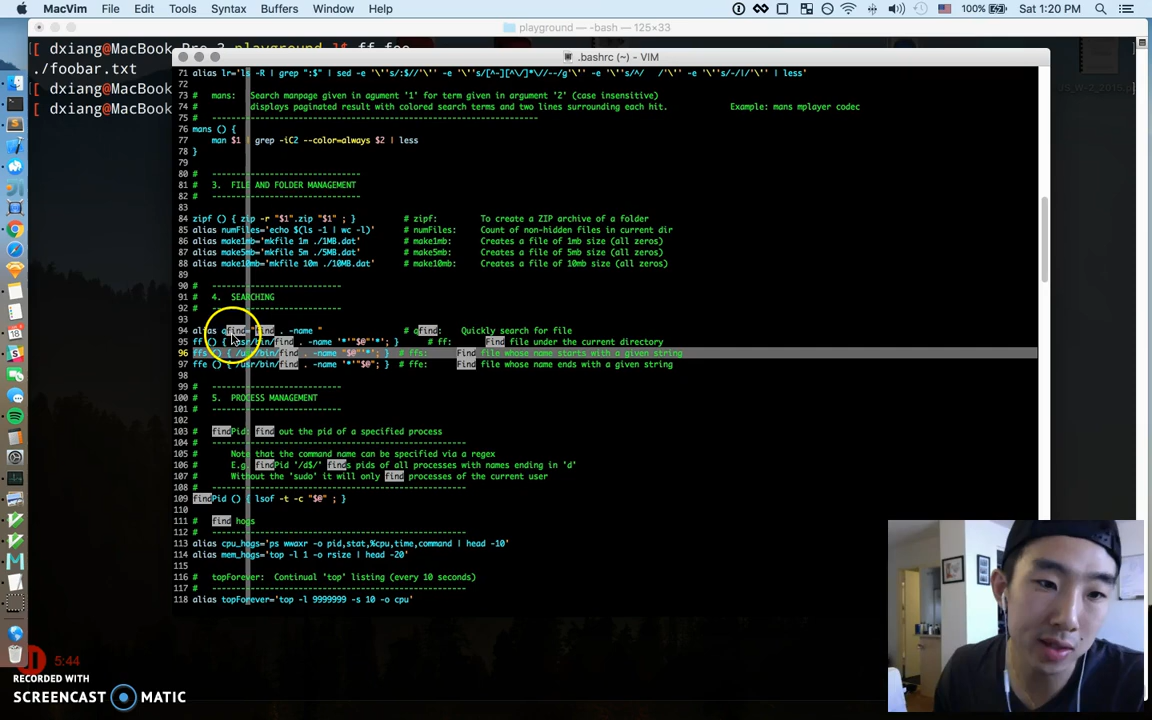 MacVim File Edit Tools Syntax Buffers Window Help 100% Sat 1:20 PM
playground — -bash — 125×33
[ dxiang@MacBook-Pro-3 playground ]$ ff foo
./foobar.txt
[ dxiang@MacBook
[ dxiang@MacBook
.bashrc (~) - VIM
71 alias lr='ls -R | grep ":$" | sed -e '\''s/:$//'\'' -e '\''s/[^-][^\/]*\//--/g'\'' -e '\''s/^/ /'\'' -e '\''s/-/|/'\'' | less'
72
73 # mans: Search manpage given in agument '1' for term given in argument '2' (case insensitive)
74 # displays paginated result with colored search terms and two lines surrounding each hit. Example: mans mplayer codec
75 # --------------------------------------------------------------------
76 mans () {
77 man $1 | grep -iC2 --color=always $2 | less
78 }
79
80 # -------------------------------
81 # 3. FILE AND FOLDER MANAGEMENT
82 # -------------------------------
83
84 zipf () { zip -r "$1".zip "$1" ; } # zipf: To create a ZIP archive of a folder
85 alias numFiles='echo $(ls -1 | wc -l)' # numFiles: Count of non-hidden files in current dir
86 alias make1mb='mkfile 1m ./1MB.dat' # make1mb: Creates a file of 1mb size (all zeros)
87 alias make5mb='mkfile 5m ./5MB.dat' # make5mb: Creates a file of 5mb size (all zeros)
88 alias make10mb='mkfile 10m ./10MB.dat' # make10mb: Creates a file of 10mb size (all zeros)
89
90 # ---------------------------
91 # 4. SEARCHING
92 # ---------------------------
93
94 alias qfind="find . -name " # qfind: Quickly search for file
95 ff () { /usr/bin/find . -name '*'"$@"'*' ; } # ff: Find file under the current directory
96 ffs () { /usr/bin/find . -name "$@"'*' ; } # ffs: Find file whose name starts with a given string
97 ffe () { /usr/bin/find . -name '*'"$@" ; } # ffe: Find file whose name ends with a given string
98
99 # ---------------------------
100 # 5. PROCESS MANAGEMENT
101 # ---------------------------
102
103 # findPid: find out the pid of a specified process
104 # -----------------------------------------------------
105 # Note that the command name can be specified via a regex
106 # E.g. findPid '/d$/' finds pids of all processes with names ending in 'd'
107 # Without the 'sudo' it will only find processes of the current user
108 # -----------------------------------------------------
109 findPid () { lsof -t -c "$@" ; }
110
111 # find hogs
112 # -----------------------------------------------------
113 alias cpu_hogs='ps wwaxr -o pid,stat,%cpu,time,command | head -10'
114 alias mem_hogs='top -l 1 -o rsize | head -20'
115
116 # topForever: Continual 'top' listing (every 10 seconds)
117 # -----------------------------------------------------
118 alias topForever='top -l 9999999 -s 10 -o cpu'
5:44
RECORDED WITH
SCREENCAST MATIC